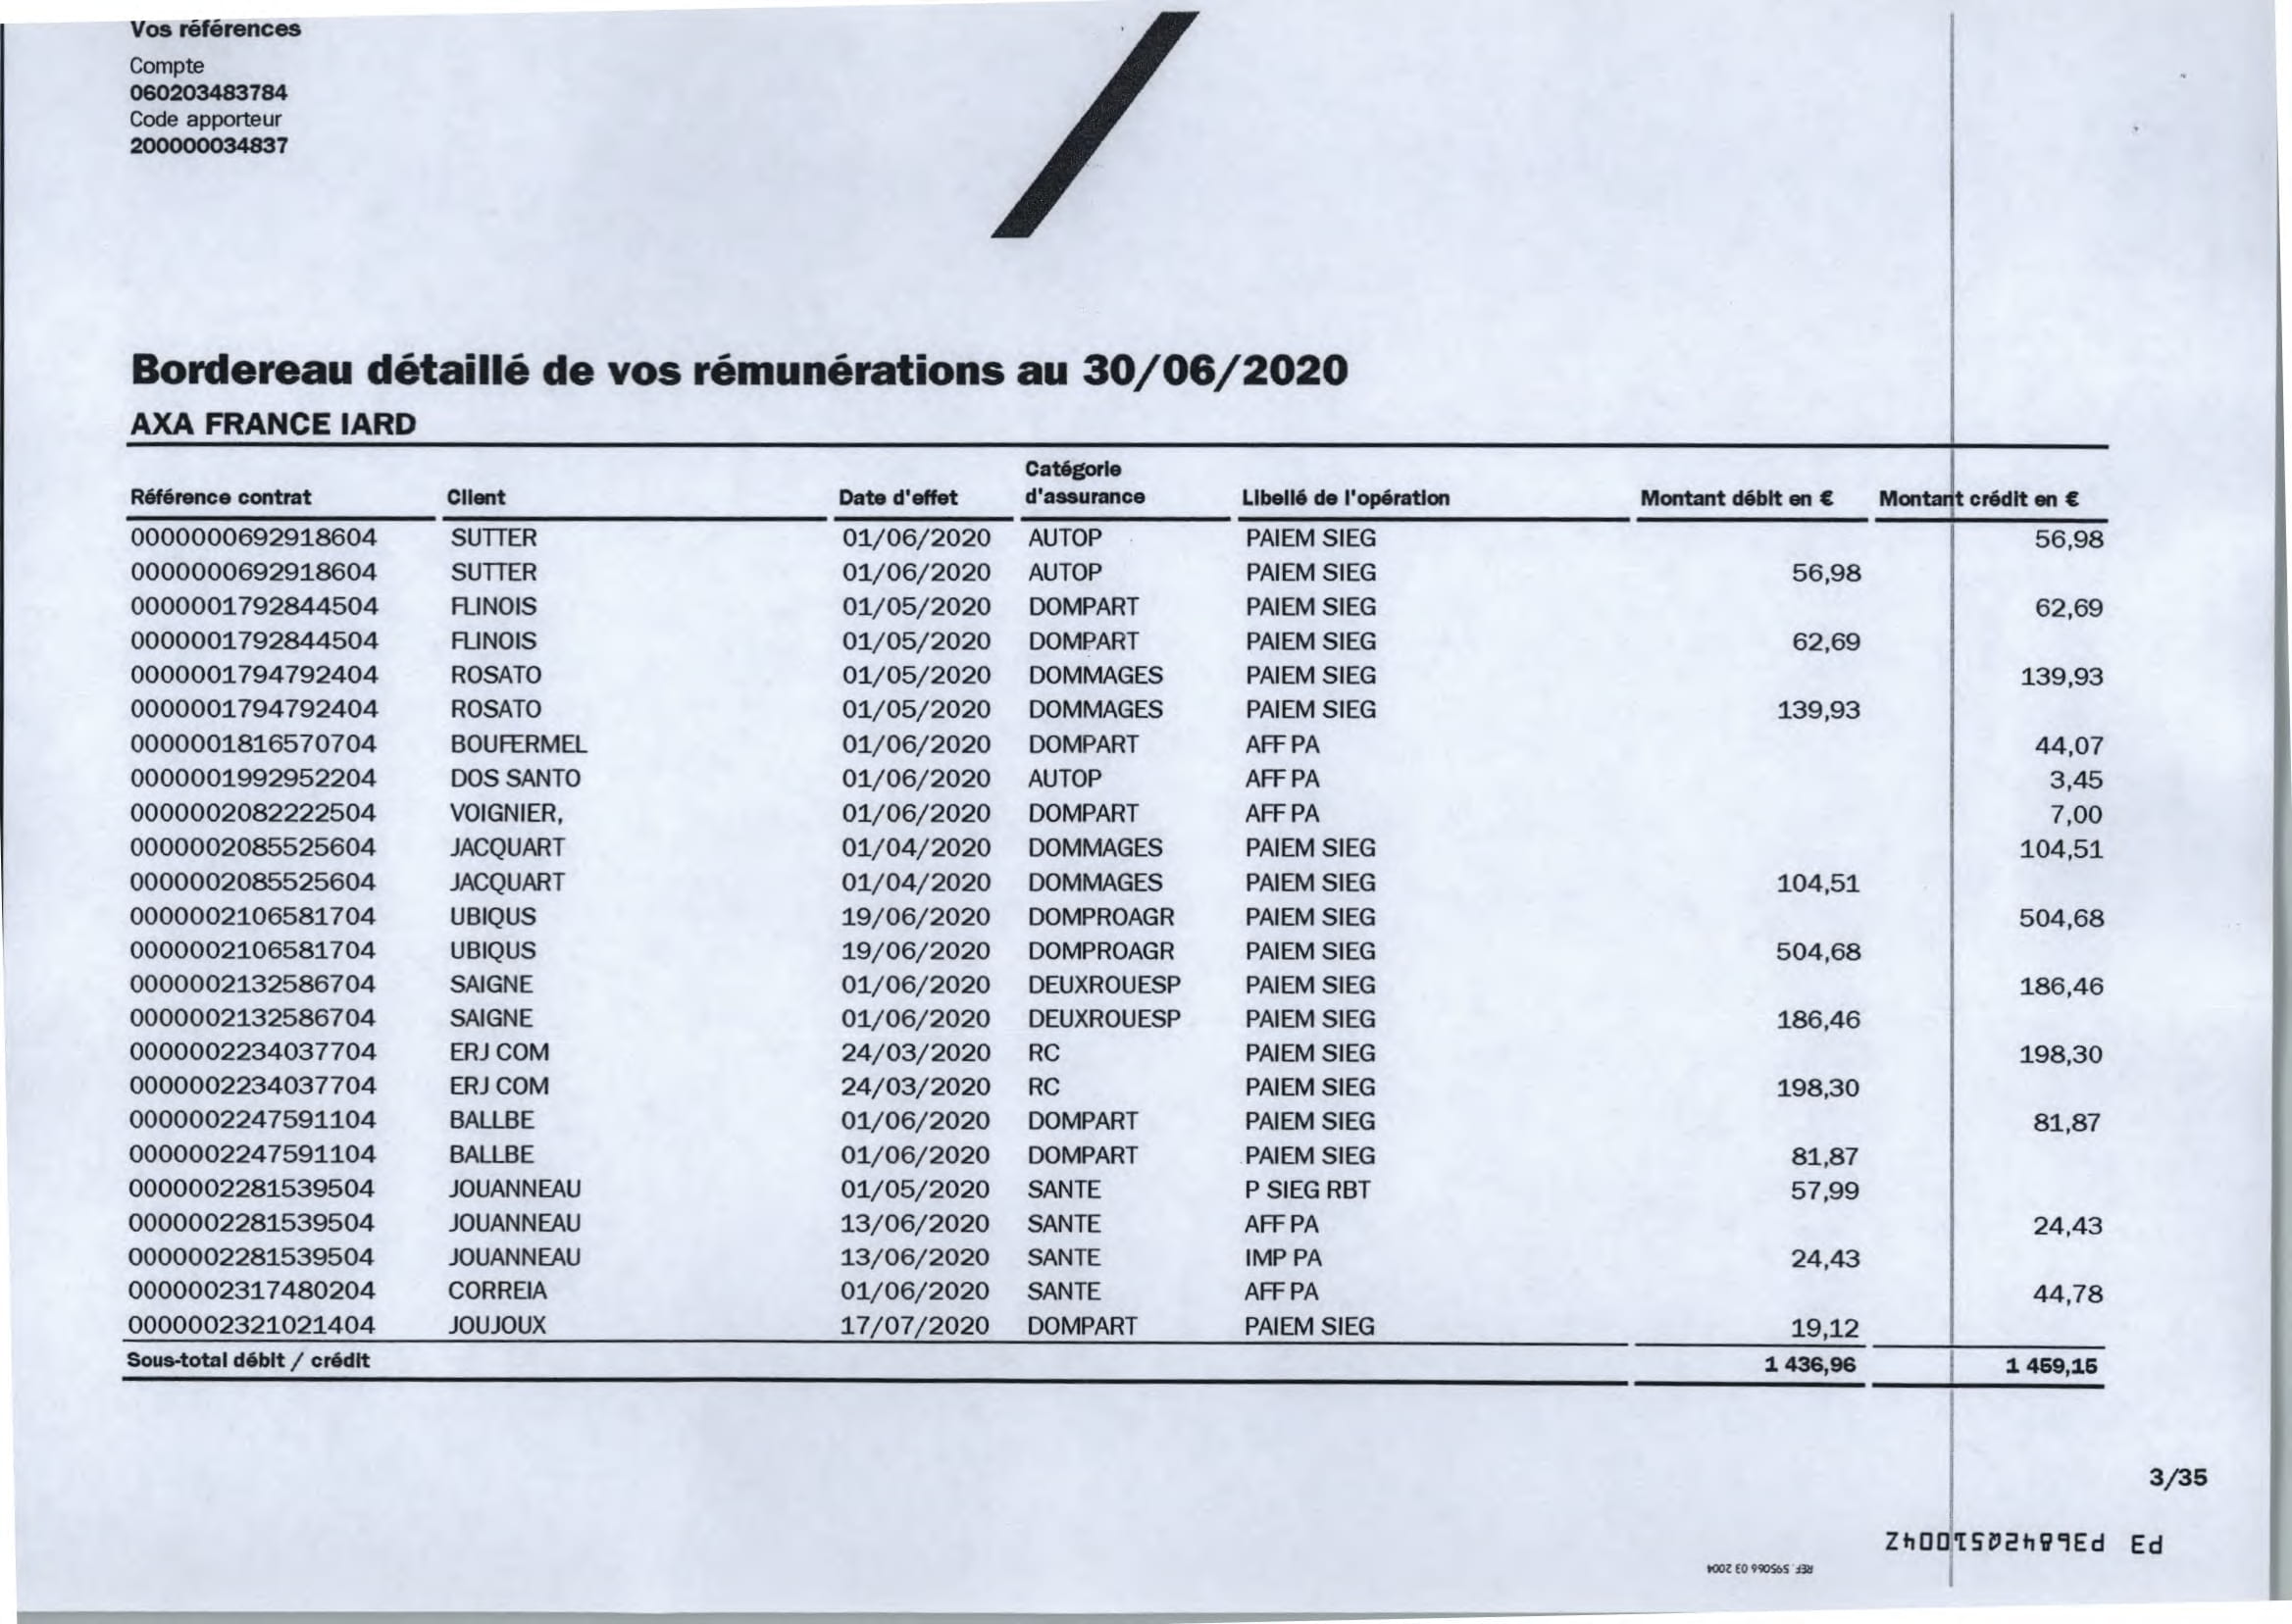 Vos références
Compte
060203483784
Code apporteur
200000034837
Bordereau détaillé de vos rémunérations au 30/06/2020
AXA FRANCE IARD
Référence contrat Client Date d'effet Catégorie d'assurance Libellé de l'opération Montant débit en € Montant crédit en €
0000000692918604 SUTTER 01/06/2020 AUTOP PAIEM SIEG 56,98
0000000692918604 SUTTER 01/06/2020 AUTOP PAIEM SIEG 56,98
0000001792844504 FLINOIS 01/05/2020 DOMPART PAIEM SIEG 62,69
0000001792844504 FLINOIS 01/05/2020 DOMPART PAIEM SIEG 62,69
0000001794792404 ROSATO 01/05/2020 DOMMAGES PAIEM SIEG 139,93
0000001794792404 ROSATO 01/05/2020 DOMMAGES PAIEM SIEG 139,93
0000001816570704 BOUFERMEL 01/06/2020 DOMPART AFF PA 44,07
0000001992952204 DOS SANTO 01/06/2020 AUTOP AFF PA 3,45
0000002082222504 VOIGNIER, 01/06/2020 DOMPART AFF PA 7,00
0000002085525604 JACQUART 01/04/2020 DOMMAGES PAIEM SIEG 104,51
0000002085525604 JACQUART 01/04/2020 DOMMAGES PAIEM SIEG 104,51
0000002106581704 UBIQUS 19/06/2020 DOMPROAGR PAIEM SIEG 504,68
0000002106581704 UBIQUS 19/06/2020 DOMPROAGR PAIEM SIEG 504,68
0000002132586704 SAIGNE 01/06/2020 DEUXROUESP PAIEM SIEG 186,46
0000002132586704 SAIGNE 01/06/2020 DEUXROUESP PAIEM SIEG 186,46
0000002234037704 ERJ COM 24/03/2020 RC PAIEM SIEG 198,30
0000002234037704 ERJ COM 24/03/2020 RC PAIEM SIEG 198,30
0000002247591104 BALLBE 01/06/2020 DOMPART PAIEM SIEG 81,87
0000002247591104 BALLBE 01/06/2020 DOMPART PAIEM SIEG 81,87
0000002281539504 JOUANNEAU 01/05/2020 SANTE P SIEG RBT 57,99
0000002281539504 JOUANNEAU 13/06/2020 SANTE AFF PA 24,43
0000002281539504 JOUANNEAU 13/06/2020 SANTE IMP PA 24,43
0000002317480204 CORREIA 01/06/2020 SANTE AFF PA 44,78
0000002321021404 JOUJOUX 17/07/2020 DOMPART PAIEM SIEG 19,12
Sous-total débit / crédit 1 436,96 1 459,15
3/35
REF. 595066 03 2004